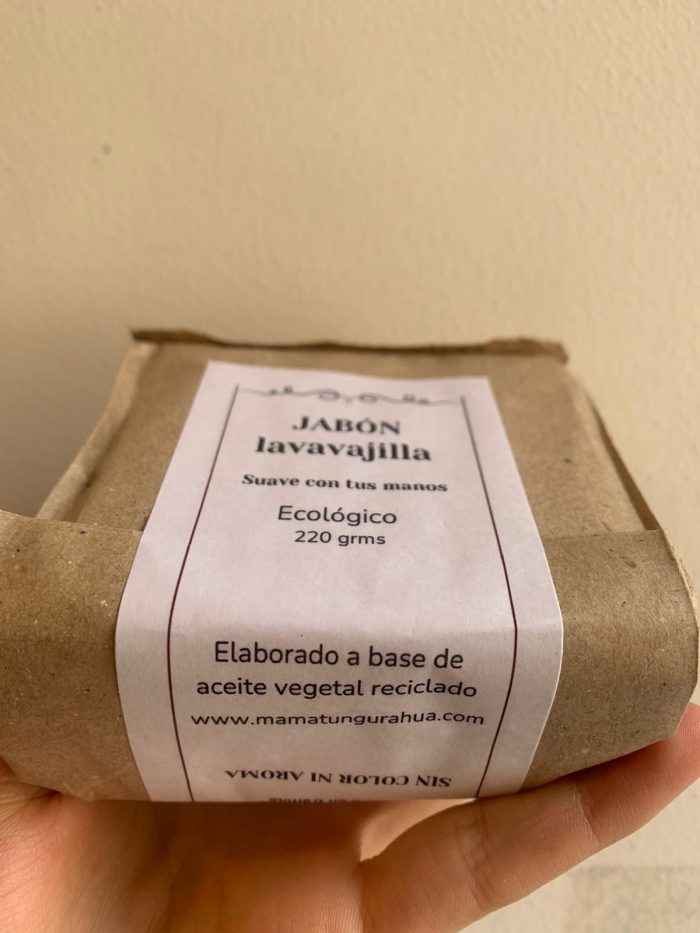 JABÓN
lavavajilla
Suave con tus manos
Ecológico
220 grms
Elaborado a base de
aceite vegetal reciclado
www.mamatungurahua.com
SIN COLOR NI AROMA